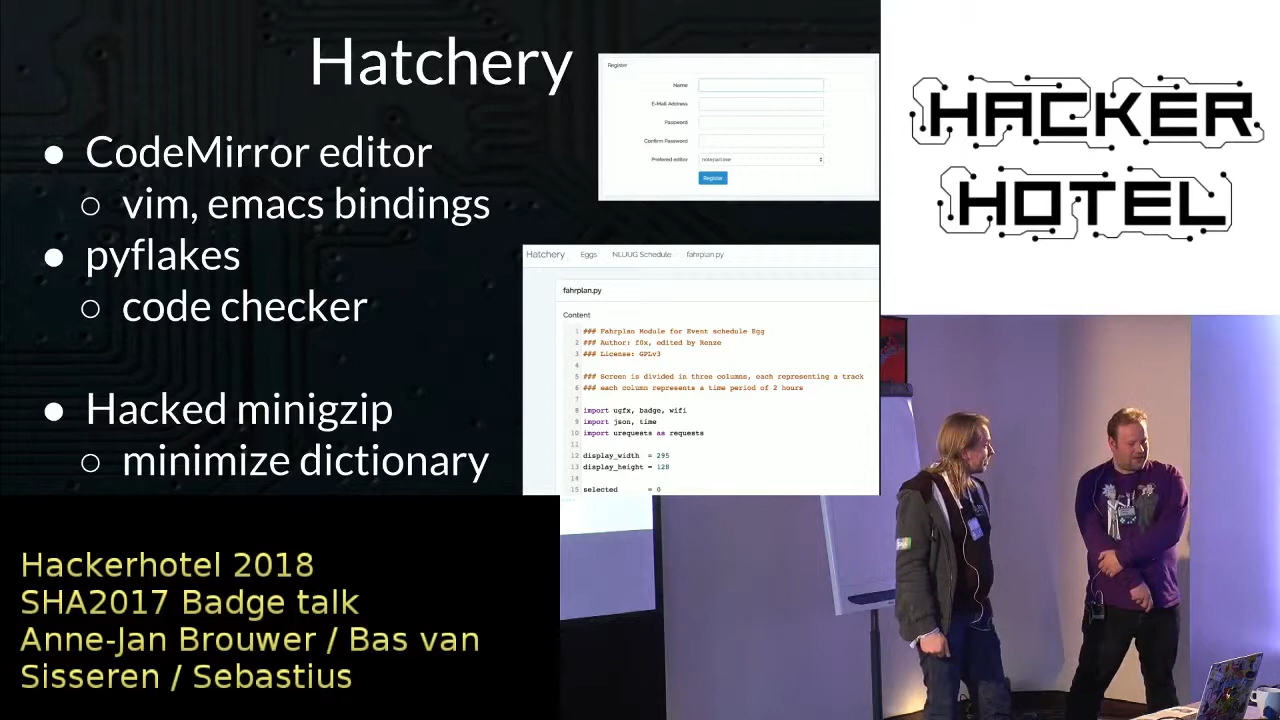 Hatchery
● CodeMirror editor
○ vim, emacs bindings
● pyflakes
○ code checker
● Hacked minigzip
○ minimize dictionary
Register
Name
E-Mail Address
Password
Confirm Password
Prefered editor
Register
Hatchery Eggs NLUUG Schedule fahrplan.py
fahrplan.py
Content
1 ### Fahrplan Module for Event schedule Egg
2 ### Author: f0x, edited by Renze
3 ### License: GPLv3
4
5 ### Screen is divided in three columns, each representing a track
6 ### each column represents a time period of 2 hours
7
8 import ugfx, badge, wifi
9 import json, time
10 import urequests as requests
11
12 display_width = 295
13 display_height = 128
14
15 selected = 0
HACKER
HOTEL
Hackerhotel 2018
SHA2017 Badge talk
Anne-Jan Brouwer / Bas van
Sisseren / Sebastius